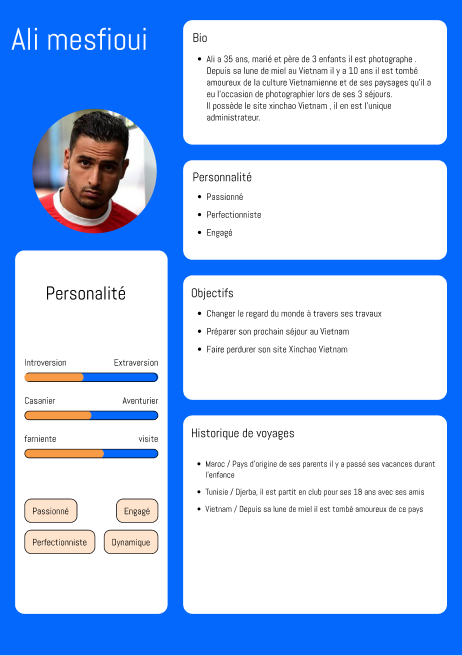 Ali mesfioui
Bio
Ali a 35 ans, marié et père de 3 enfants il est photographe .
Depuis sa lune de miel au Vietnam il y a 10 ans il est tombé
amoureux de la culture Vietnamienne et de ses paysages qu'il a
eu l'occasion de photographier lors de ses 3 séjours.
Il possède le site xinchao Vietnam , il en est l'unique
administrateur.
Personnalité
Passionné
Perfectionniste
Engagé
Personalité
Introversion Extraversion
Casanier Aventurier
farniente visite
Passionné Engagé
Perfectionniste Dynamique
Objectifs
Changer le regard du monde à travers ses travaux
Préparer son prochain séjour au Vietnam
Faire perdurer son site Xinchao Vietnam
Historique de voyages
Maroc / Pays d'origine de ses parents il y a passé ses vacances durant
l'enfance
Tunisie / Djerba, il est partit en club pour ses 18 ans avec ses amis
Vietnam / Depuis sa lune de miel il est tombé amoureux de ce pays